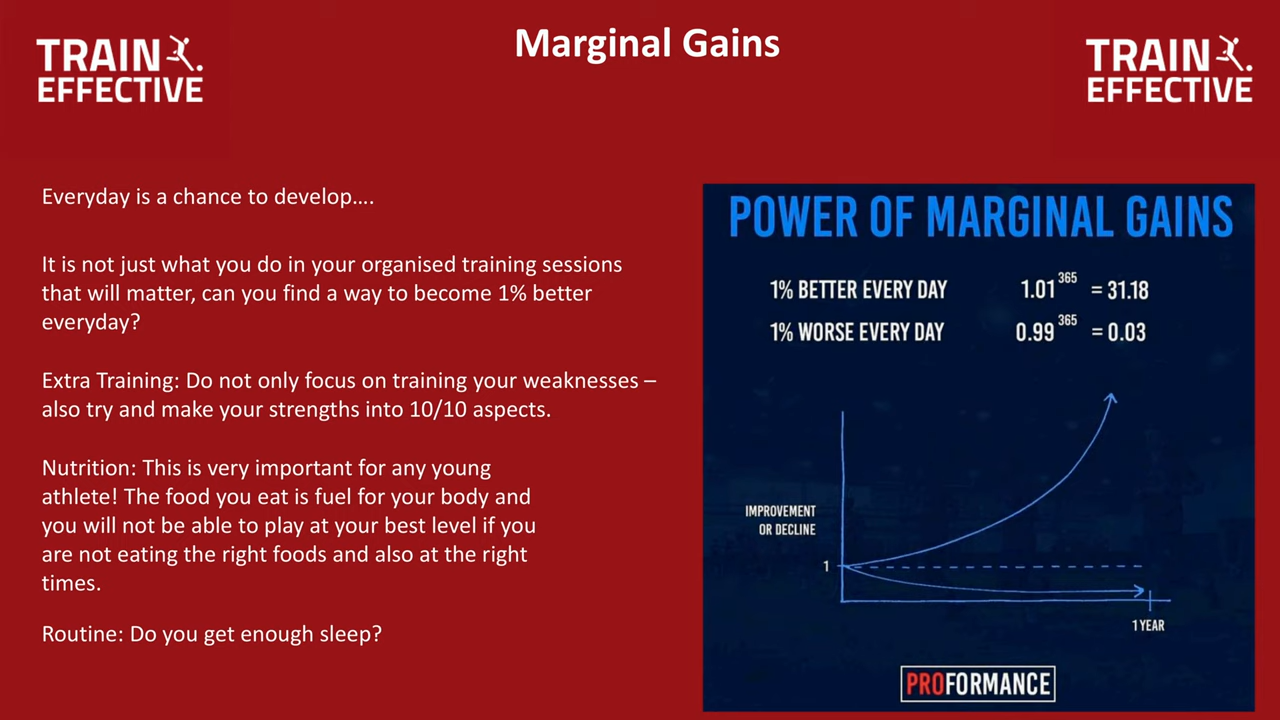 TRAIN
EFFECTIVE
Marginal Gains
TRAIN
EFFECTIVE
Everyday is a chance to develop....
It is not just what you do in your organised training sessions
that will matter, can you find a way to become 1% better
everyday?
Extra Training: Do not only focus on training your weaknesses –
also try and make your strengths into 10/10 aspects.
Nutrition: This is very important for any young
athlete! The food you eat is fuel for your body and
you will not be able to play at your best level if you
are not eating the right foods and also at the right
times.
Routine: Do you get enough sleep?
POWER OF MARGINAL GAINS
1% BETTER EVERY DAY 1.01^365 = 31.18
1% WORSE EVERY DAY 0.99^365 = 0.03
IMPROVEMENT
OR DECLINE
1
1 YEAR
PROFORMANCE